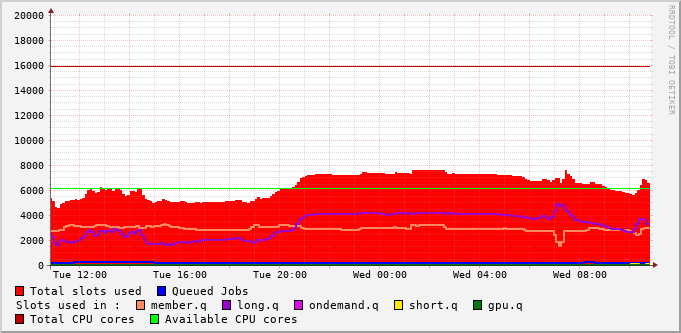 20000
18000
16000
14000
12000
10000
8000
6000
4000
2000
0
Tue 12:00 Tue 16:00 Tue 20:00 Wed 00:00 Wed 04:00 Wed 08:00
RRDTOOL / TOBI OETIKER
Total slots used Queued Jobs
Slots used in : member.q long.q ondemand.q short.q gpu.q
Total CPU cores Available CPU cores